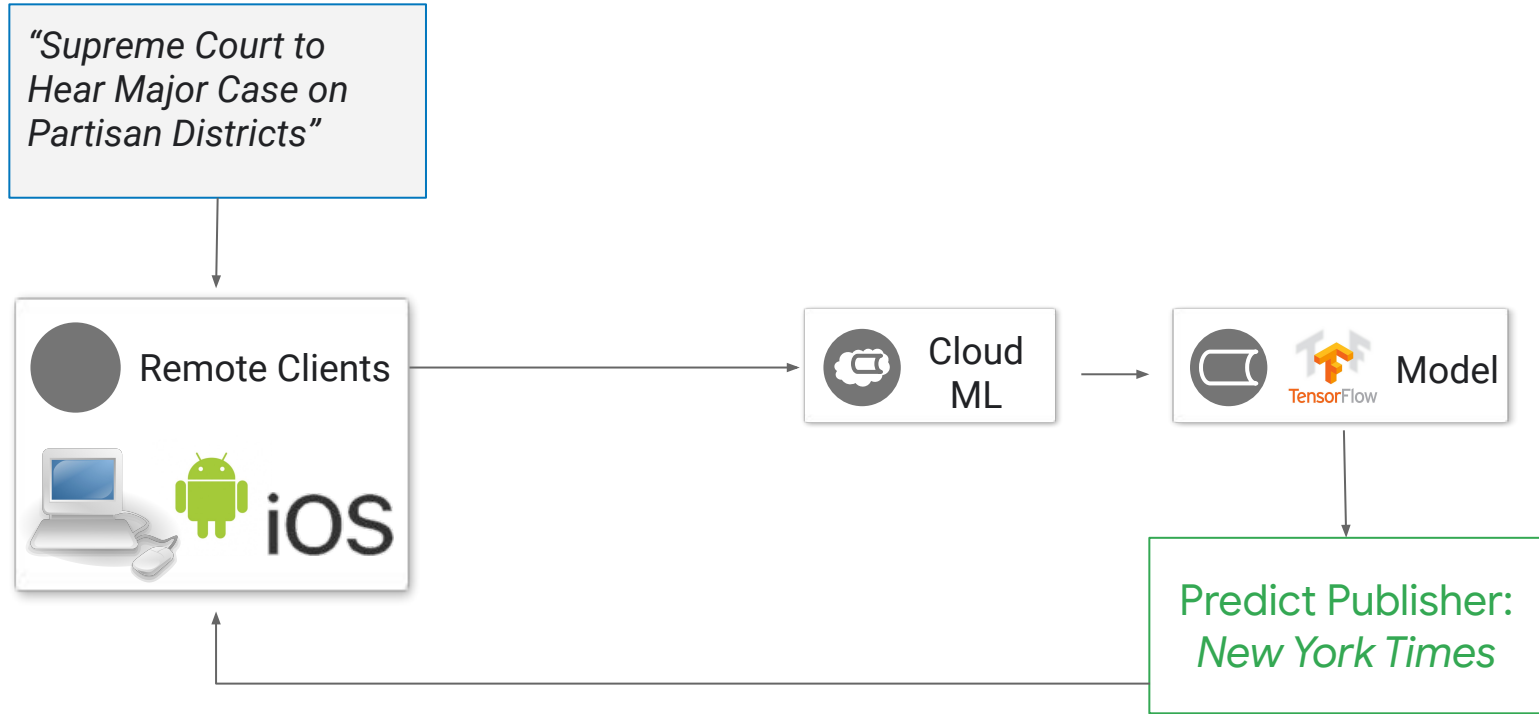 “Supreme Court to
Hear Major Case on
Partisan Districts”
Remote Clients
iOS
Cloud
ML
TensorFlow
Model
Predict Publisher:
New York Times